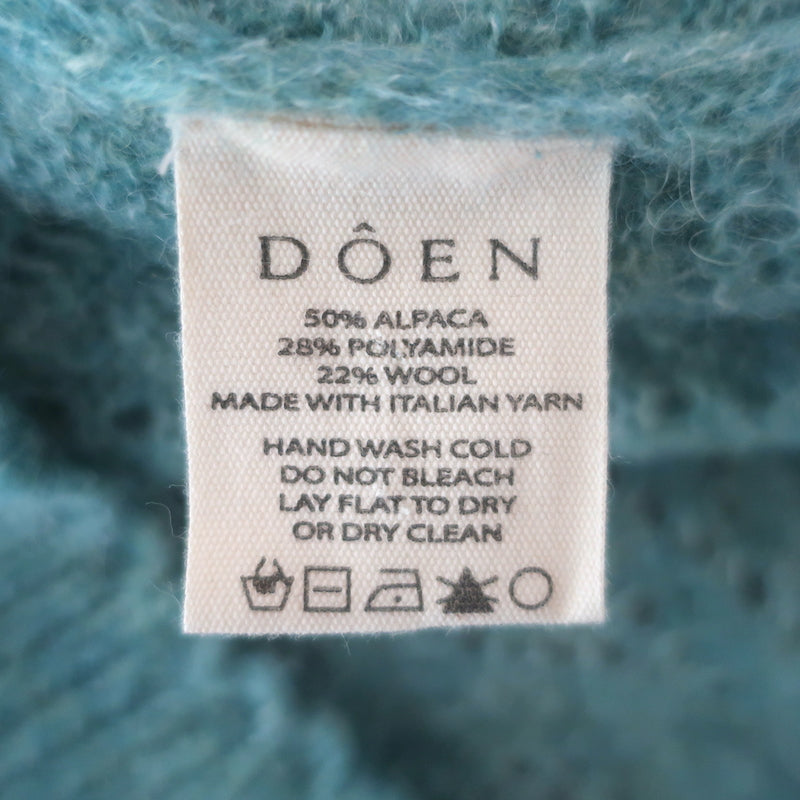 DÔEN
50% ALPACA
28% POLYAMIDE
22% WOOL
MADE WITH ITALIAN YARN
HAND WASH COLD
DO NOT BLEACH
LAY FLAT TO DRY
OR DRY CLEAN